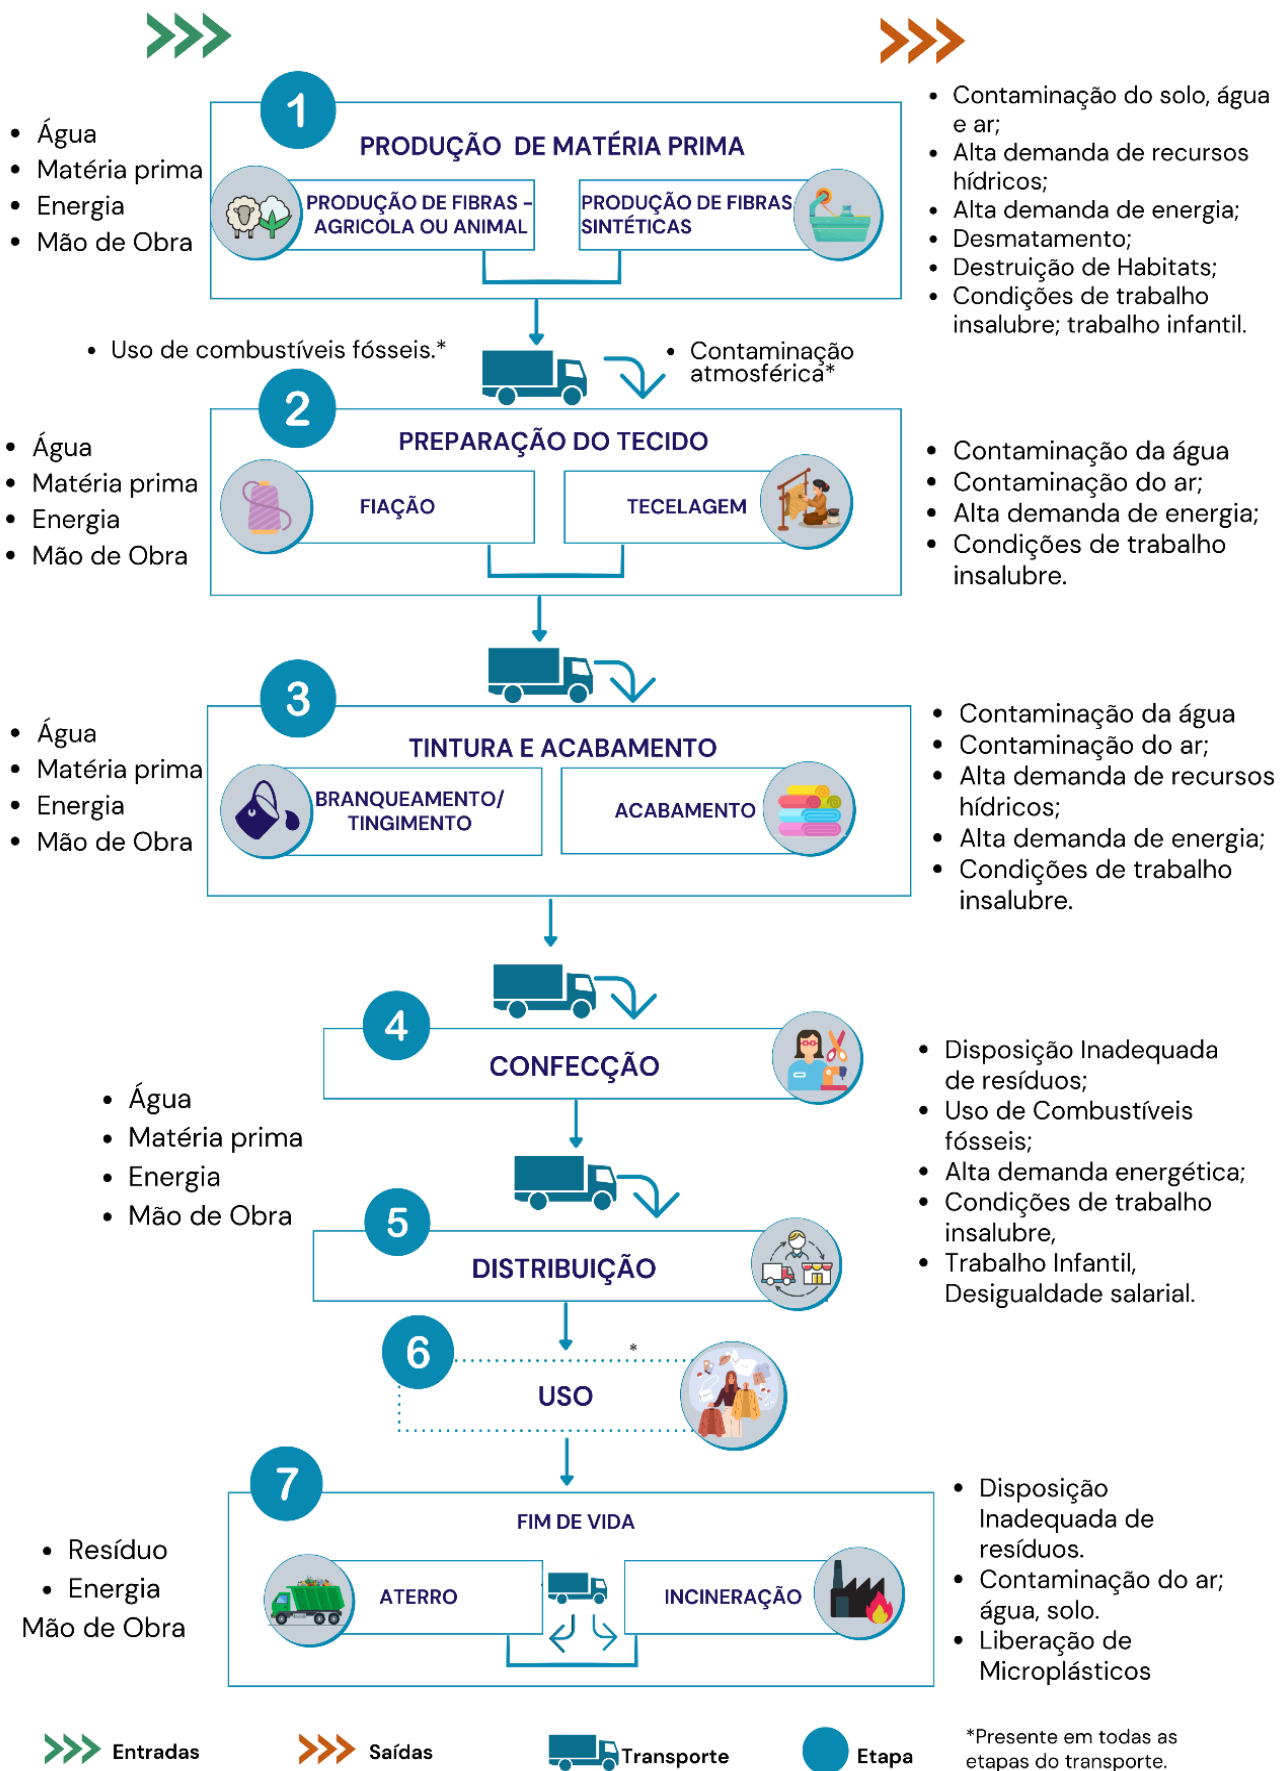 1
PRODUÇÃO DE MATÉRIA PRIMA
• Água
• Matéria prima
• Energia
• Mão de Obra
PRODUÇÃO DE FIBRAS -
AGRICOLA OU ANIMAL
PRODUÇÃO DE FIBRAS
SINTÉTICAS
• Contaminação do solo, água
e ar;
• Alta demanda de recursos
hídricos;
• Alta demanda de energia;
• Desmatamento;
• Destruição de Habitats;
• Condições de trabalho
insalubre; trabalho infantil.
• Uso de combustíveis fósseis.*
• Contaminação
atmosférica*
2
PREPARAÇÃO DO TECIDO
• Água
• Matéria prima
• Energia
• Mão de Obra
FIAÇÃO
TECELAGEM
• Contaminação da água
• Contaminação do ar;
• Alta demanda de energia;
• Condições de trabalho
insalubre.
3
TINTURA E ACABAMENTO
• Água
• Matéria prima
• Energia
• Mão de Obra
BRANQUEAMENTO/
TINGIMENTO
ACABAMENTO
• Contaminação da água
• Contaminação do ar;
• Alta demanda de recursos
hídricos;
• Alta demanda de energia;
• Condições de trabalho
insalubre.
4
CONFECÇÃO
• Água
• Matéria prima
• Energia
• Mão de Obra
5
DISTRIBUIÇÃO
• Disposição Inadequada
de resíduos;
• Uso de Combustíveis
fósseis;
• Alta demanda energética;
• Condições de trabalho
insalubre,
• Trabalho Infantil,
Desigualdade salarial.
6
*
USO
7
FIM DE VIDA
• Resíduo
• Energia
Mão de Obra
ATERRO
INCINERAÇÃO
• Disposição
Inadequada de
resíduos.
• Contaminação do ar;
água, solo.
• Liberação de
Microplásticos
Entradas
Saídas
Transporte
Etapa
*Presente em todas as
etapas do transporte.